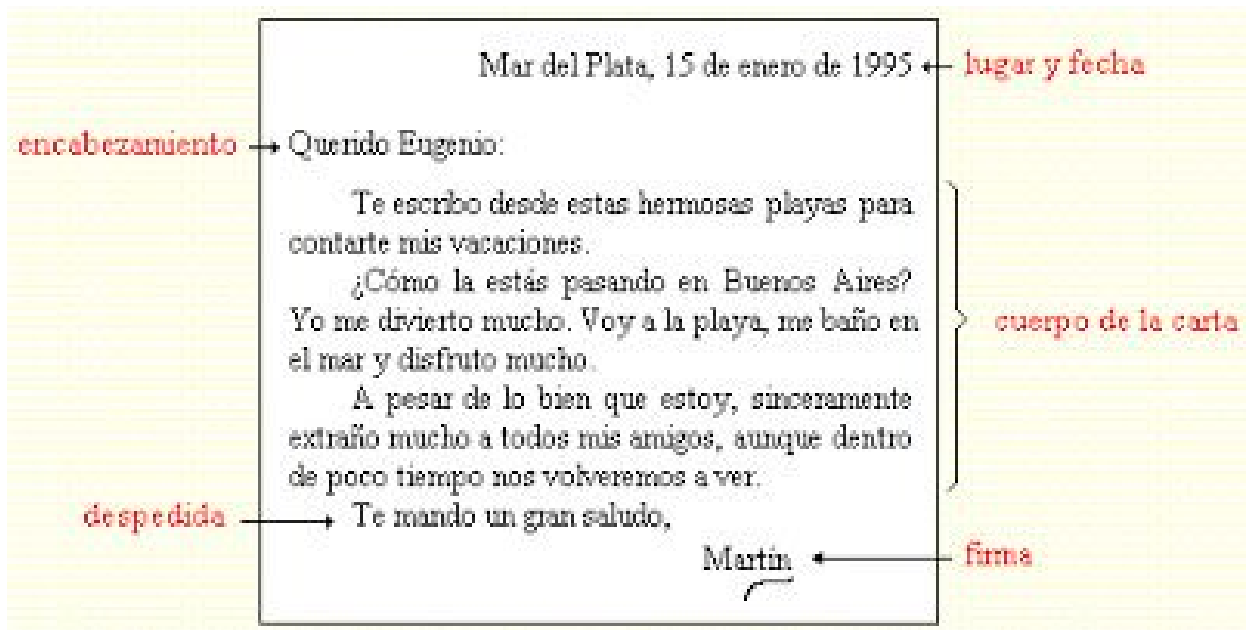 Mar del Plata, 15 de enero de 1995 lugar y fecha
encabezamiento Querido Eugenio:
Te escribo desde estas hermosas playas para
contarte mis vacaciones.
¿Cómo la estás pasando en Buenos Aires?
Yo me divierto mucho. Voy a la playa, me baño en
cuerpo de la carta
el mar y disfruto mucho.
A pesar de lo bien que estoy, sinceramente
extraño mucho a todos mis amigos, aunque dentro
de poco tiempo nos volveremos a ver.
despedida Te mando un gran saludo,
Martín firma